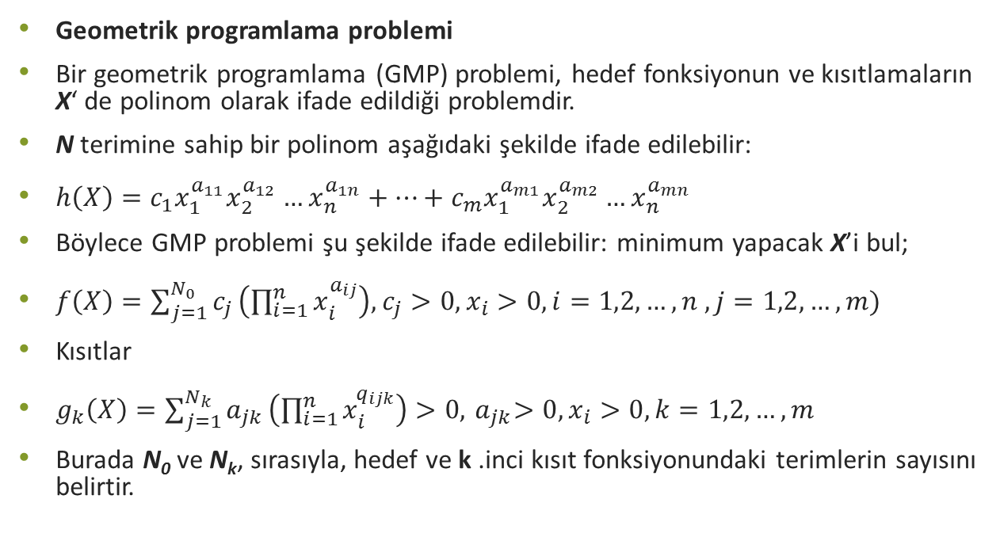 • Geometrik programlama problemi
• Bir geometrik programlama (GMP) problemi, hedef fonksiyonun ve kısıtlamaların
X‘ de polinom olarak ifade edildiği problemdir.
• N terimine sahip bir polinom aşağıdaki şekilde ifade edilebilir:
• $h(X) = c_1 x_1^{a_{11}} x_2^{a_{12}} \ldots x_n^{a_{1n}} + \cdots + c_m x_1^{a_{m1}} x_2^{a_{m2}} \ldots x_n^{a_{mn}}$
• Böylece GMP problemi şu şekilde ifade edilebilir: minimum yapacak X’i bul;
• $f(X) = \sum_{j=1}^{N_0} c_j \left( \prod_{i=1}^{n} x_i^{a_{ij}} \right), c_j > 0, x_i > 0, i = 1,2, \ldots , n , j = 1,2, \ldots , m)$
• Kısıtlar
• $g_k(X) = \sum_{j=1}^{N_k} a_{jk} \left( \prod_{i=1}^{n} x_i^{q_{ijk}} \right) > 0, \ a_{jk} > 0, x_i > 0, k = 1,2, \ldots , m$
• Burada N₀ ve Nₖ, sırasıyla, hedef ve k .inci kısıt fonksiyonundaki terimlerin sayısını
belirtir.